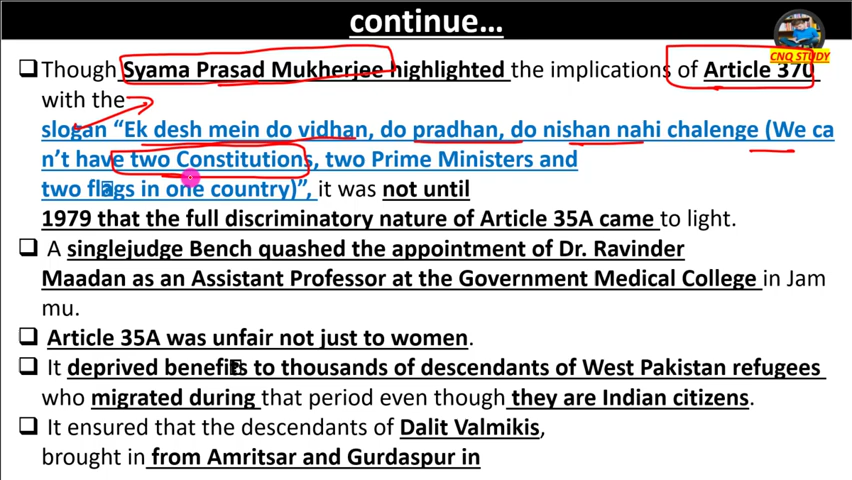 continue…
CNQ STUDY
❑Though Syama Prasad Mukherjee highlighted the implications of Article 370
with the
slogan “Ek desh mein do vidhan, do pradhan, do nishan nahi chalenge (We ca
n’t have two Constitutions, two Prime Ministers and
two flags in one country)”, it was not until
1979 that the full discriminatory nature of Article 35A came to light.
❑ A singlejudge Bench quashed the appointment of Dr. Ravinder
Maadan as an Assistant Professor at the Government Medical College in Jam
mu.
❑ Article 35A was unfair not just to women.
❑ It deprived benefits to thousands of descendants of West Pakistan refugees
who migrated during that period even though they are Indian citizens.
❑ It ensured that the descendants of Dalit Valmikis,
brought in from Amritsar and Gurdaspur in